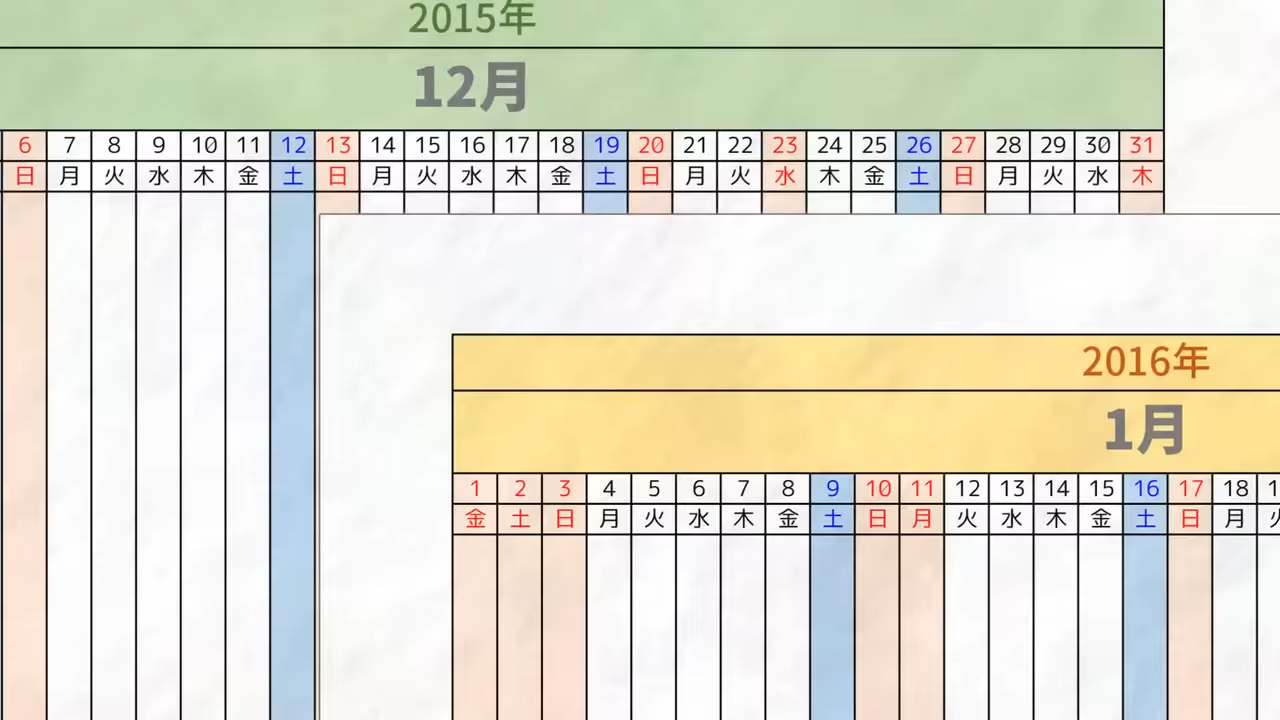 2015年
12月
6 7 8 9 10 11 12 13 14 15 16 17 18 19 20 21 22 23 24 25 26 27 28 29 30 31
日 月 火 水 木 金 土 日 月 火 水 木 金 土 日 月 火 水 木 金 土 日 月 火 水 木
2016年
1月
1 2 3 4 5 6 7 8 9 10 11 12 13 14 15 16 17 18
金 土 日 月 火 水 木 金 土 日 月 火 水 木 金 土 日 月